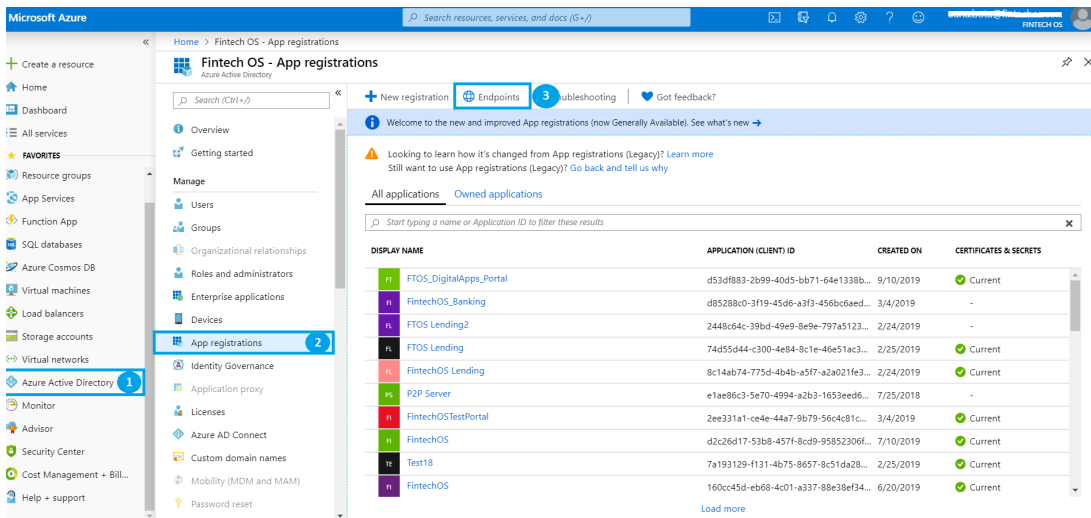 Microsoft Azure
Search resources, services, and docs (G+/)
FINTECH OS
Create a resource
Home
Dashboard
All services
FAVORITES
Resource groups
App Services
Function App
SQL databases
Azure Cosmos DB
Virtual machines
Load balancers
Storage accounts
Virtual networks
Azure Active Directory 1
Monitor
Advisor
Security Center
Cost Management + Bill...
Help + support
Home > Fintech OS - App registrations
Fintech OS - App registrations
Azure Active Directory
Search (Ctrl+/)
Overview
Getting started
Manage
Users
Groups
Organizational relationships
Roles and administrators
Enterprise applications
Devices
App registrations 2
Identity Governance
Application proxy
Licenses
Azure AD Connect
Custom domain names
Mobility (MDM and MAM)
Password reset
New registration Endpoints 3 ubleshooting Got feedback?
Welcome to the new and improved App registrations (now Generally Available). See what's new →
Looking to learn how it's changed from App registrations (Legacy)? Learn more
Still want to use App registrations (Legacy)? Go back and tell us why
All applications Owned applications
Start typing a name or Application ID to filter these results
DISPLAY NAME APPLICATION (CLIENT) ID CREATED ON CERTIFICATES & SECRETS
FT FTOS_DigitalApps_Portal d53df883-2b99-40d5-bb71-64e1338b... 9/10/2019 Current
FI FintechOS_Banking d85288c0-3f19-45d6-a3f3-456bc6aed... 3/4/2019 -
FL FTOS Lending2 2448c64c-39bd-49e9-8e9e-797a5123... 2/24/2019 -
FL FTOS Lending 74d55d44-c300-4e84-8c1e-46e51ac3... 2/25/2019 Current
FL FintechOS Lending 8c14ab74-775d-4b4b-a5f7-a2a021fe3... 2/24/2019 Current
PS P2P Server e1ae86c3-5e70-4994-a2b3-1653eed6... 7/25/2018 -
FI FintechOSTestPortal 2ee331a1-ce4e-44a7-9b79-56c4c81c... 3/4/2019 Current
FI FintechOS d2c26d17-53b8-457f-8cd9-95852306f... 7/10/2019 Current
TE Test18 7a193129-f131-4b75-8657-8c51da28... 2/25/2019 Current
FI FintechOS 160cc45d-eb68-4c01-a337-88e38ef34... 6/20/2019 Current
Load more